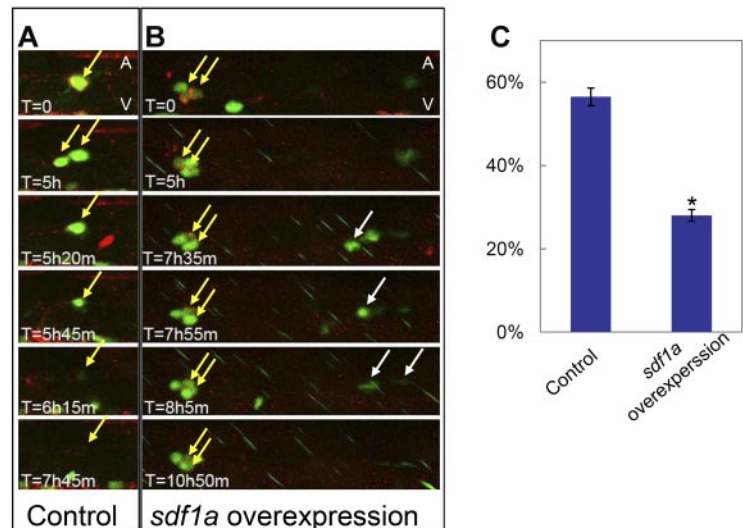 A
B
C
A
V
T=0
T=5h
T=5h20m
T=5h45m
T=6h15m
T=7h45m
Control
A
V
T=0
T=5h
T=7h35m
T=7h55m
T=8h5m
T=10h50m
sdf1a overexpression
60%
40%
20%
0%
*
Control
sdf1a
overexperssion